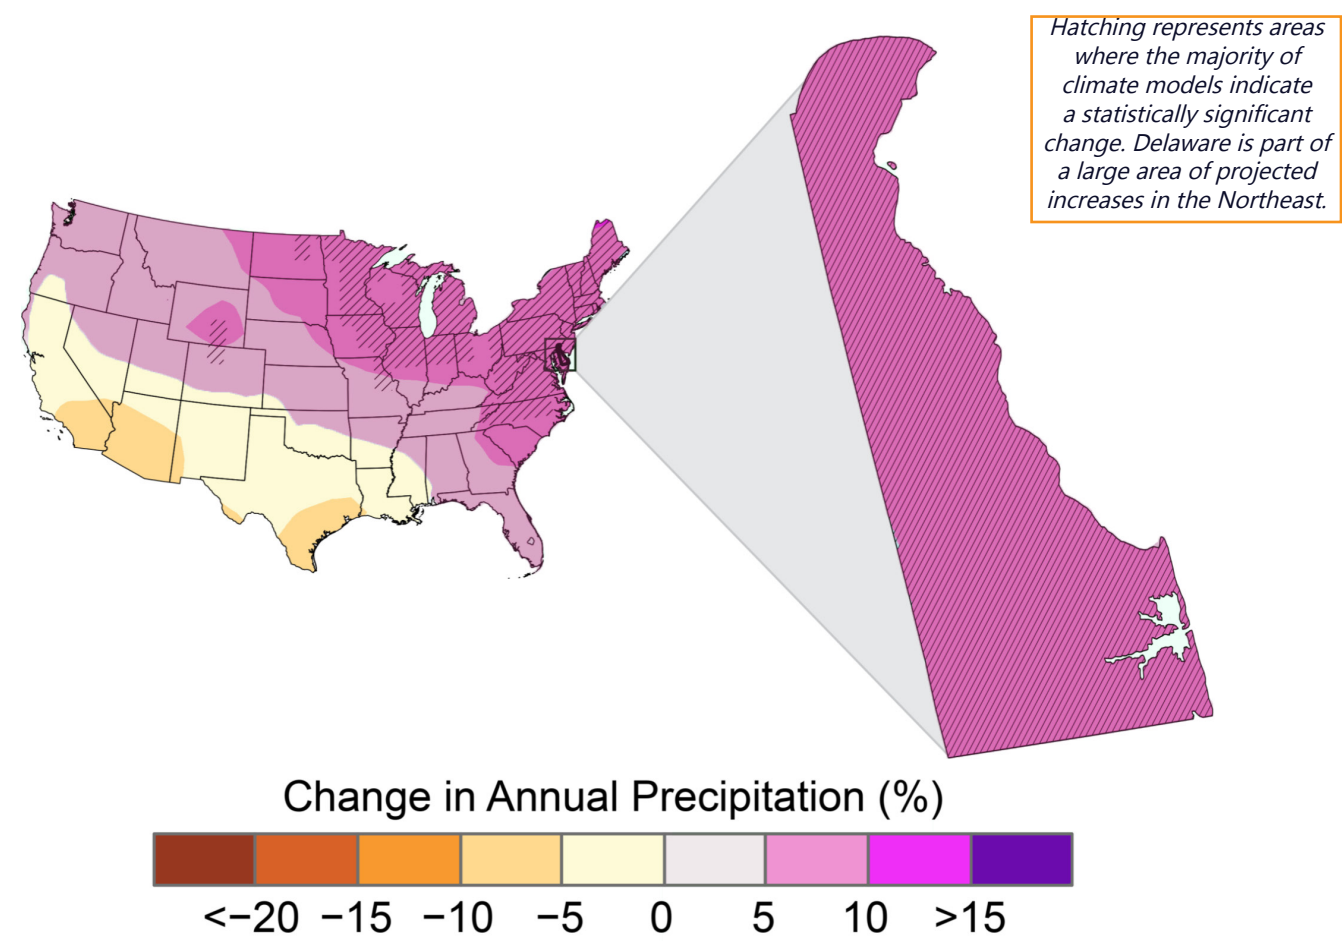 Hatching represents areas
where the majority of
climate models indicate
a statistically significant
change. Delaware is part of
a large area of projected
increases in the Northeast.
Change in Annual Precipitation (%)
<−20 −15 −10 −5 0 5 10 >15